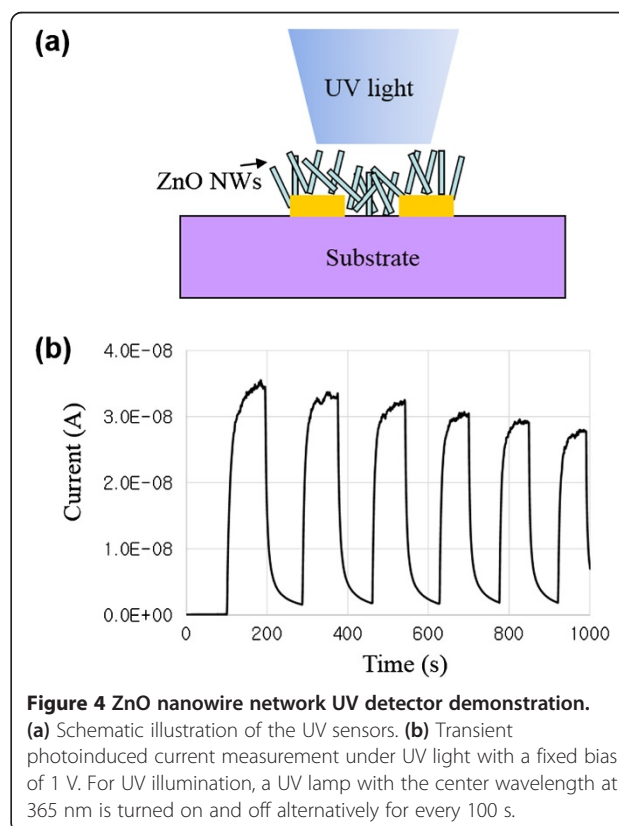 (a)
UV light
ZnO NWs
Substrate
(b)
4.0E-08
3.0E-08
2.0E-08
1.0E-08
0.0E+00
Current (A)
0 200 400 600 800 1000
Time (s)
Figure 4 ZnO nanowire network UV detector demonstration.
(a) Schematic illustration of the UV sensors. (b) Transient
photoinduced current measurement under UV light with a fixed bias
of 1 V. For UV illumination, a UV lamp with the center wavelength at
365 nm is turned on and off alternatively for every 100 s.